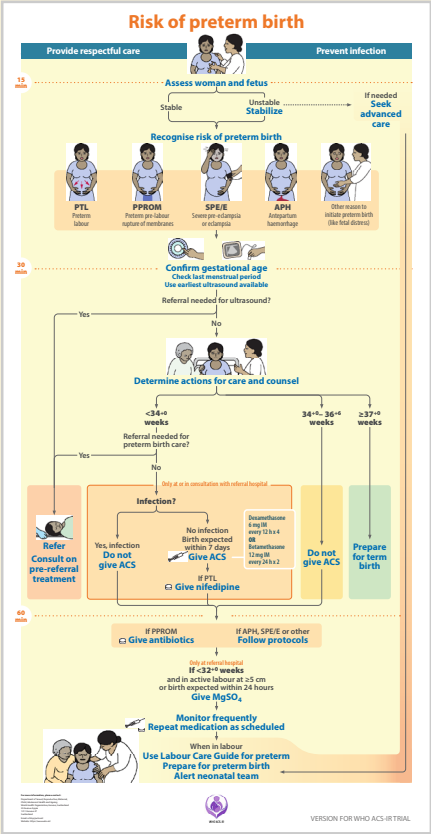 Risk of preterm birth
Provide respectful care
Prevent infection
15
min
Assess woman and fetus
Stable
Unstable
Stabilize
If needed
Seek
advanced
care
Recognise risk of preterm birth
PTL
Preterm
labour
PPROM
Preterm pre-labour
rupture of membranes
SPE/E
Severe pre-eclampsia
or eclampsia
APH
Antepartum
haemorrhage
Other reason to
initiate preterm birth
(like fetal distress)
30
min
Confirm gestational age
Check last menstrual period
Use earliest ultrasound available
Referral needed for ultrasound?
Yes
No
Determine actions for care and counsel
<34+0
weeks
34+0– 36+6
weeks
≥37+0
weeks
Referral needed for
preterm birth care?
Yes
No
Only at or in consultation with referral hospital
Infection?
Refer
Consult on
pre-referral
treatment
Yes, infection
Do not
give ACS
No infection
Birth expected
within 7 days
Give ACS
If PTL
Give nifedipine
Dexamethasone
6 mg IM
every 12 h x 4
OR
Betamethasone
12 mg IM
every 24 h x 2
Do not
give ACS
Prepare
for term
birth
60
min
If PPROM
Give antibiotics
If APH, SPE/E or other
Follow protocols
Only at referral hospital
If <32+0 weeks
and in active labour at ≥5 cm
or birth expected within 24 hours
Give MgSO4
Monitor frequently
Repeat medication as scheduled
When in labour
Use Labour Care Guide for preterm
Prepare for preterm birth
Alert neonatal team
VERSION FOR WHO ACS-IR TRIAL